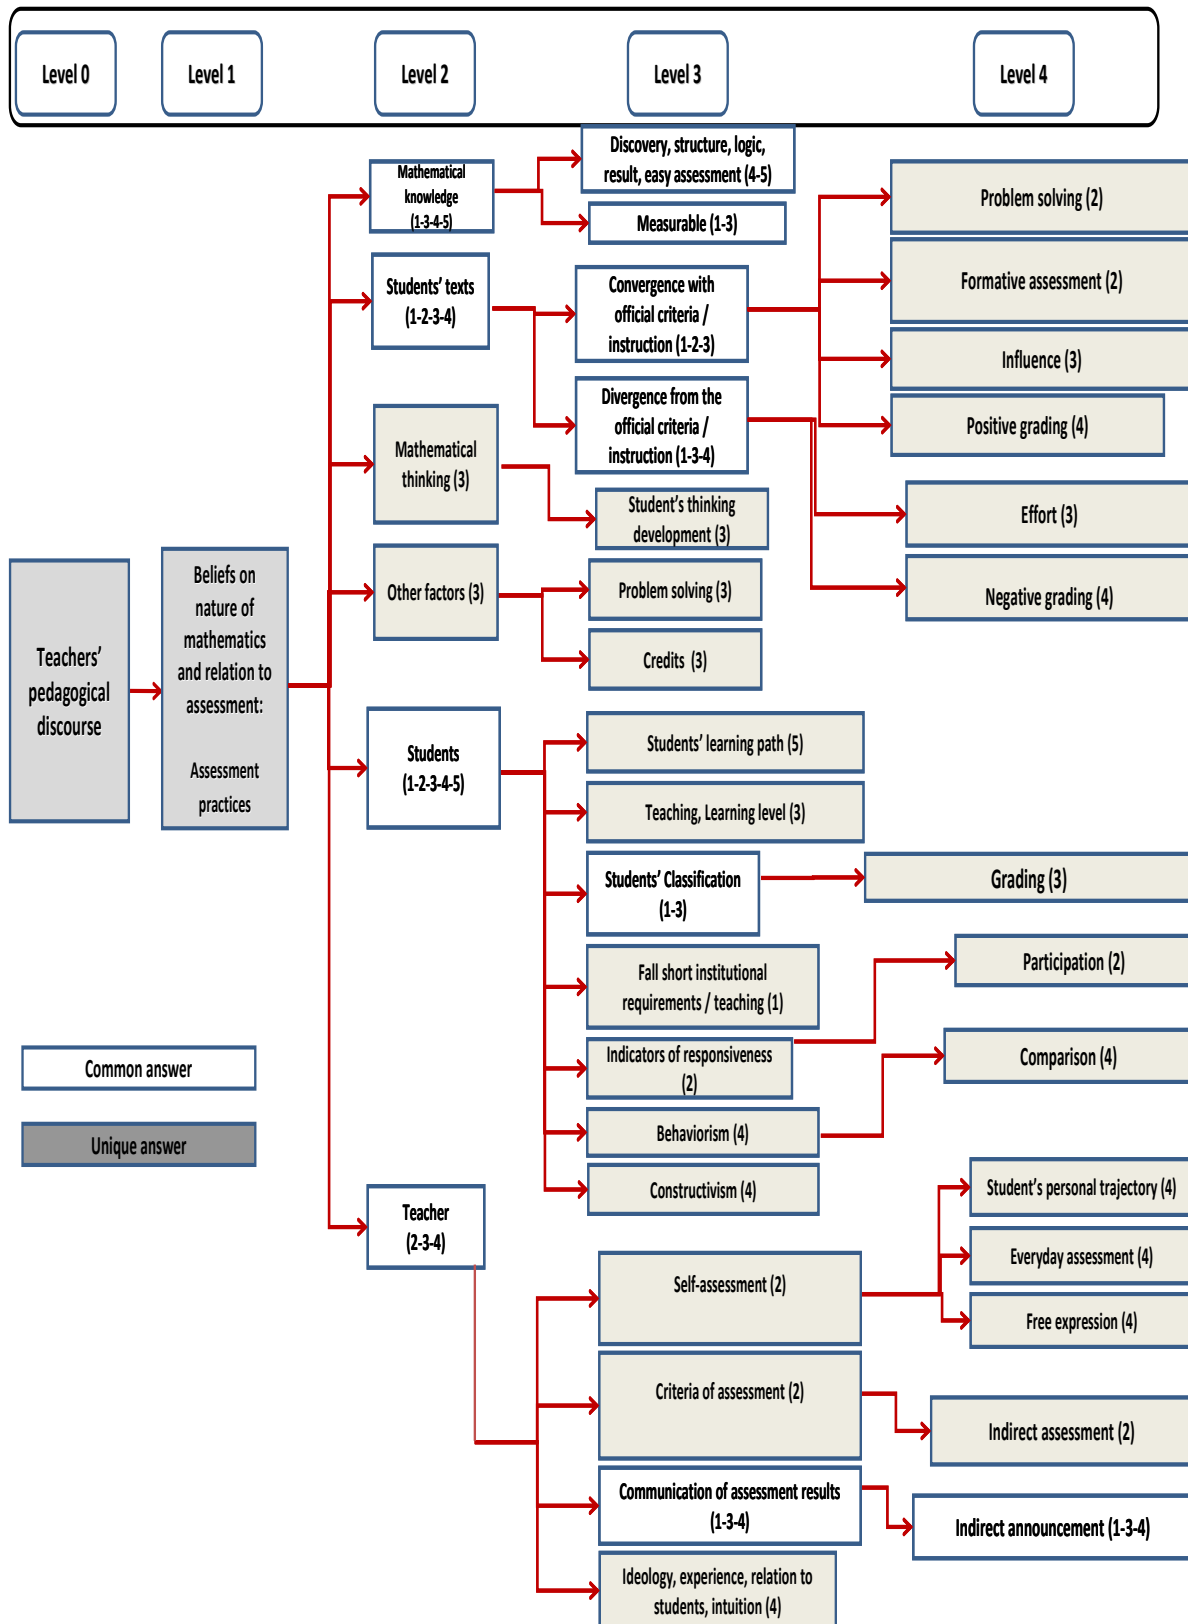 Level 0
Level 1
Level 2
Level 3
Level 4
Mathematical
knowledge
(1-3-4-5)
Discovery, structure, logic,
result, easy assessment (4-5)
Measurable (1-3)
Students’ texts
(1-2-3-4)
Convergence with
official criteria /
instruction (1-2-3)
Divergence from the
official criteria /
instruction (1-3-4)
Problem solving (2)
Formative assessment (2)
Influence (3)
Positive grading (4)
Effort (3)
Negative grading (4)
Mathematical
thinking (3)
Student’s thinking
development (3)
Other factors (3)
Problem solving (3)
Credits (3)
Teachers’
pedagogical
discourse
Beliefs on
nature of
mathematics
and relation to
assessment:
Assessment
practices
Students
(1-2-3-4-5)
Students’ learning path (5)
Teaching, Learning level (3)
Students’ Classification
(1-3)
Grading (3)
Fall short institutional
requirements / teaching (1)
Indicators of responsiveness
(2)
Participation (2)
Behaviorism (4)
Comparison (4)
Constructivism (4)
Common answer
Unique answer
Teacher
(2-3-4)
Self-assessment (2)
Student’s personal trajectory (4)
Everyday assessment (4)
Free expression (4)
Criteria of assessment (2)
Indirect assessment (2)
Communication of assessment results
(1-3-4)
Indirect announcement (1-3-4)
Ideology, experience, relation to
students, intuition (4)